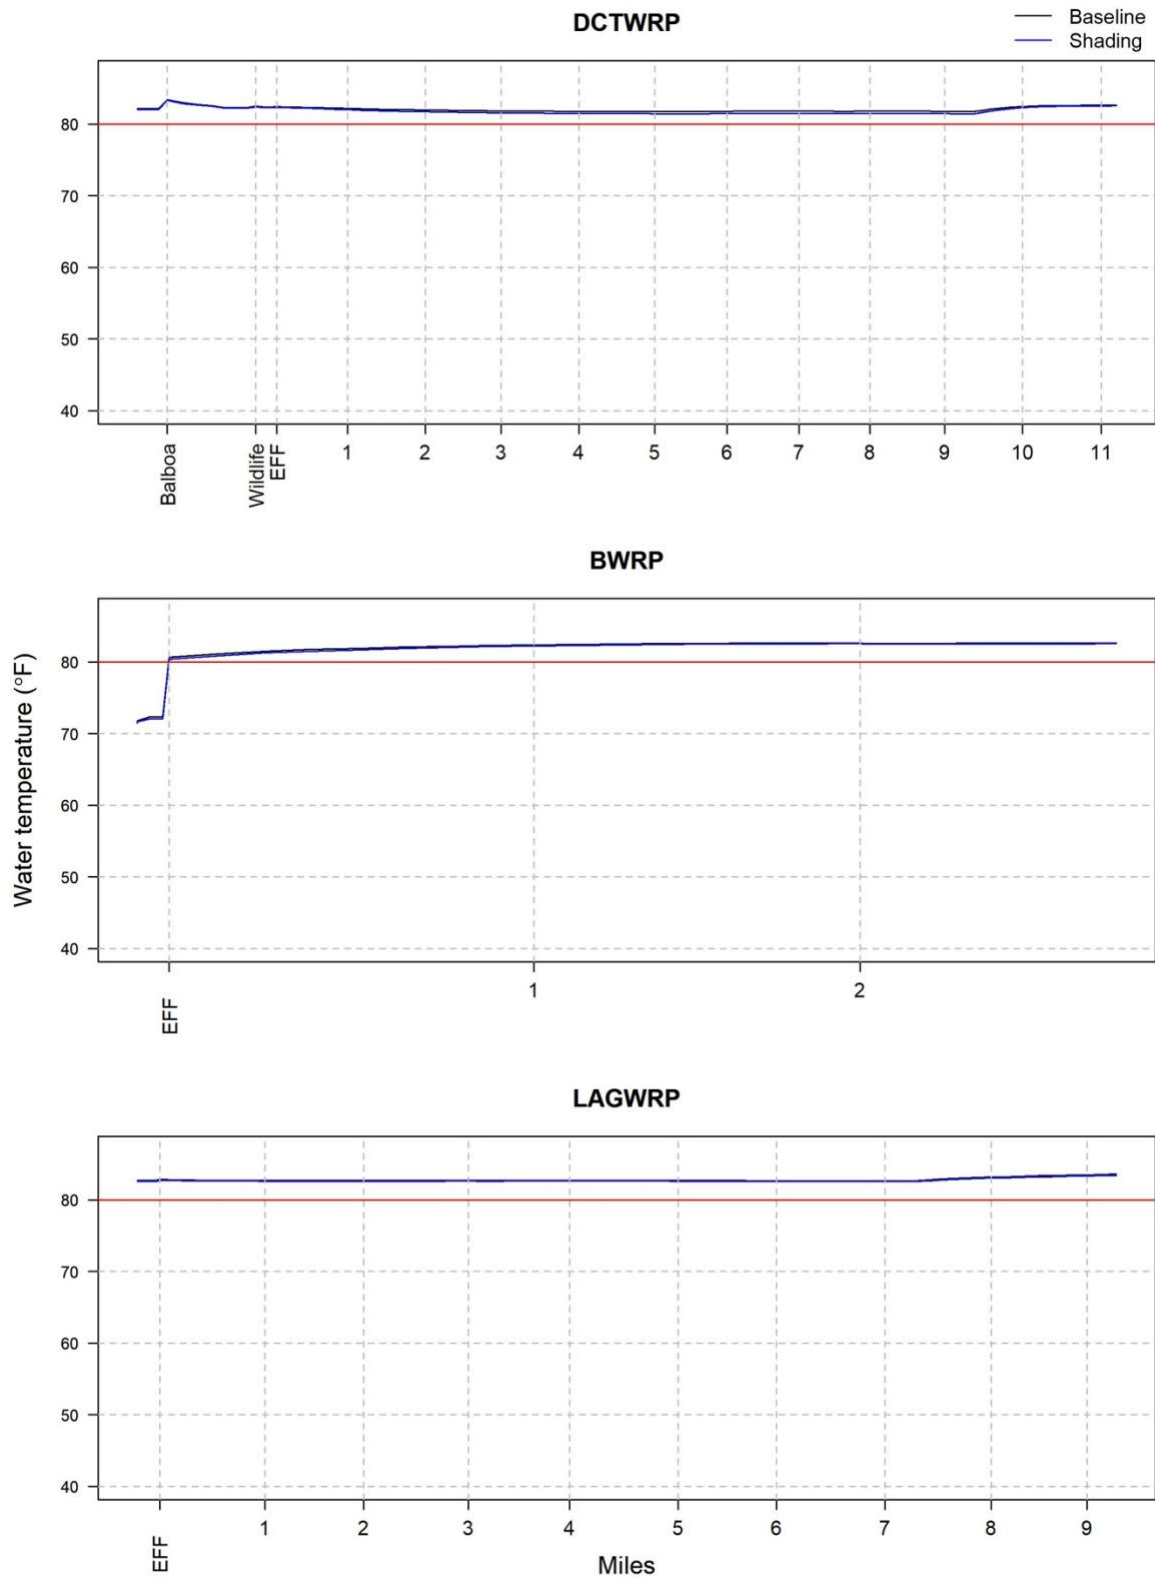 DCTWRP
Baseline
Shading
80
70
60
50
40
Balboa
Wildlife
EFF
1 2 3 4 5 6 7 8 9 10 11
BWRP
Water temperature (°F)
80
70
60
50
40
EFF
1 2
LAGWRP
80
70
60
50
40
EFF
1 2 3 4 5 6 7 8 9
Miles